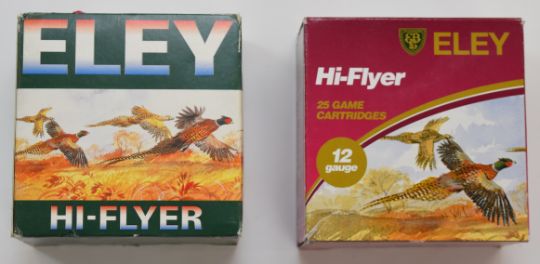 ELEY
HI-FLYER
ELEY
Hi-Flyer
25 GAME
CARTRIDGES
12
gauge